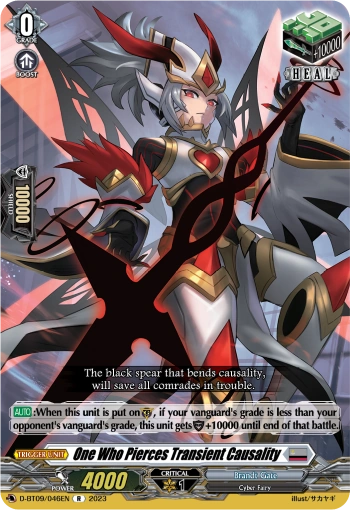 0
GRADE
BOOST
+10000
HEAL
10000
SHIELD
The black spear that bends causality,
will save all comrades in trouble.
AUTO:When this unit is put on , if your vanguard's grade is less than your
opponent's vanguard's grade, this unit gets +10000 until end of that battle.
TRIGGER UNIT One Who Pierces Transient Causality
POWER 4000 CRITICAL 1 Brandt Gate
Cyber Fairy
D-BT09/046EN R 2023 illust/サカヤギ